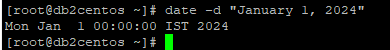 [root@db2centos ~]# date -d "January 1, 2024"
Mon Jan  1 00:00:00 IST 2024
[root@db2centos ~]#